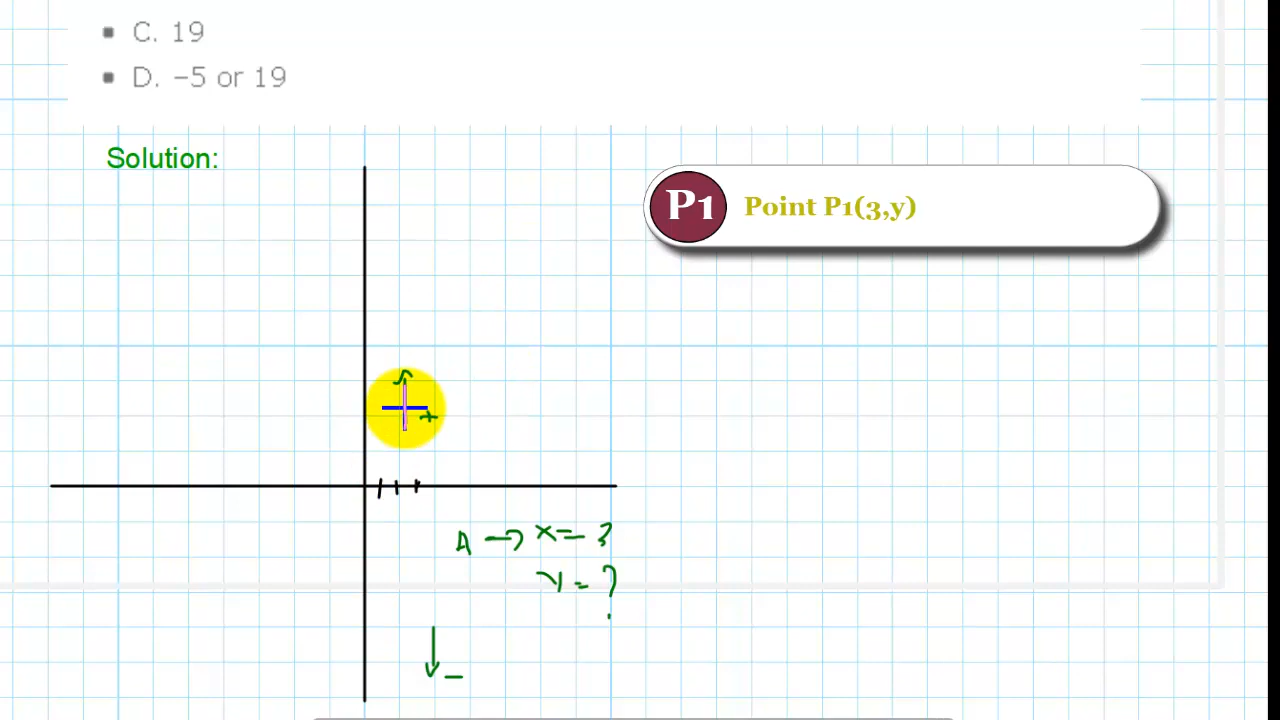 C. 19
D. −5 or 19
Solution:
P1 Point P1(3,y)
+
A → x = 3
y = ?
−